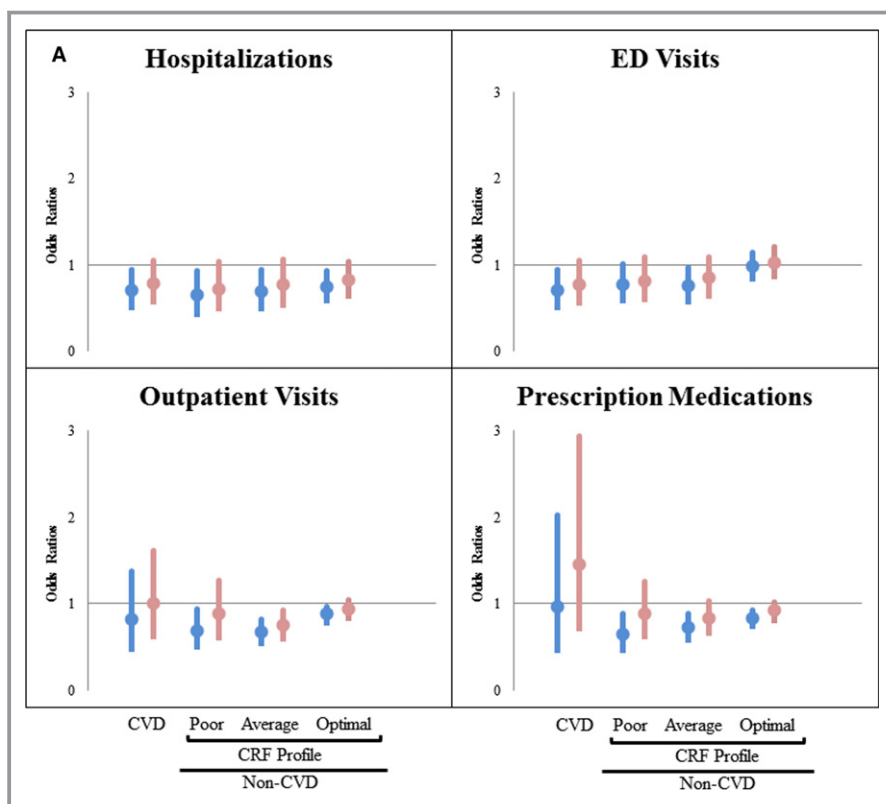 A
Hospitalizations
3
2
1
0
Odds Ratios
ED Visits
3
2
1
0
Odds Ratios
Outpatient Visits
3
2
1
0
Odds Ratios
CVD Poor Average Optimal
CRF Profile
Non-CVD
Prescription Medications
3
2
1
0
Odds Ratios
CVD Poor Average Optimal
CRF Profile
Non-CVD